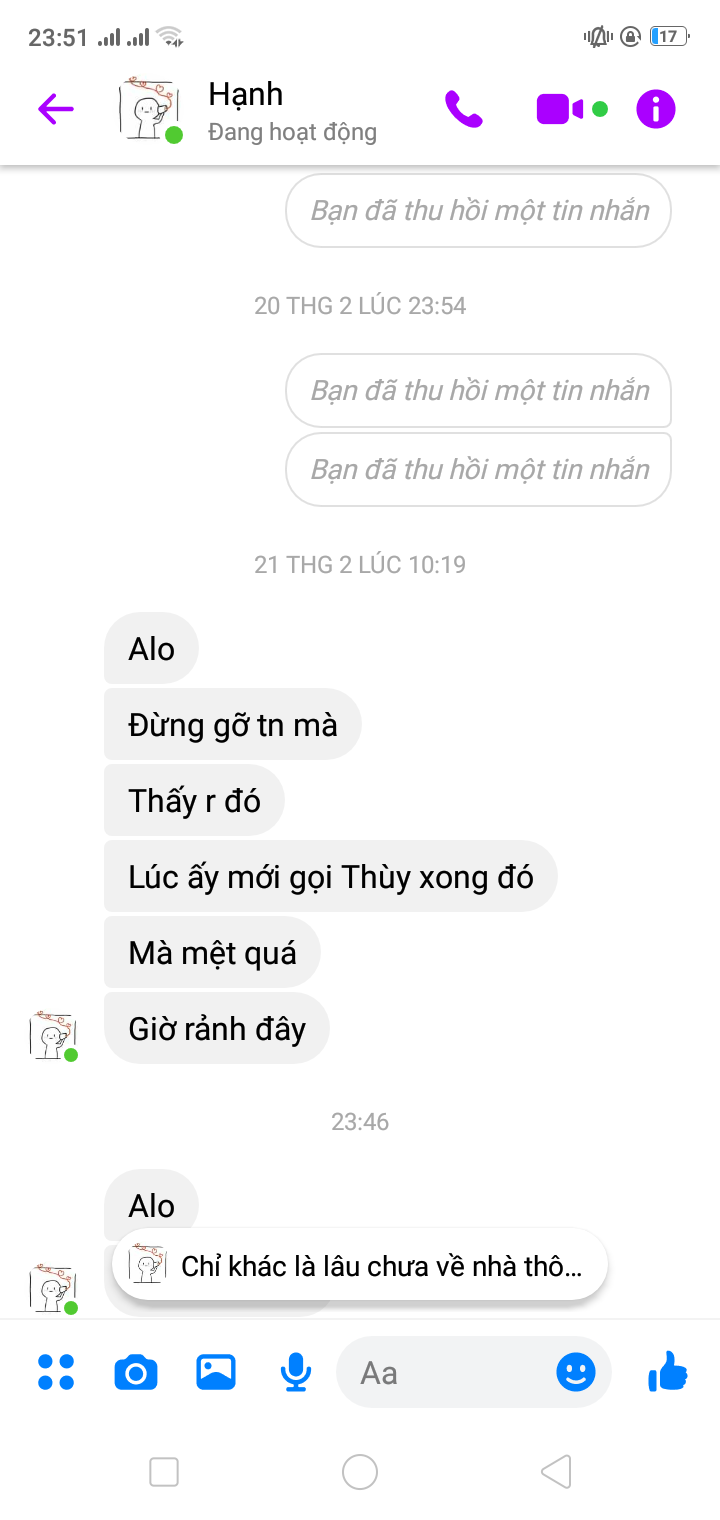 23:51
17
Hạnh
Đang hoạt động
Bạn đã thu hồi một tin nhắn
20 THG 2 LÚC 23:54
Bạn đã thu hồi một tin nhắn
Bạn đã thu hồi một tin nhắn
21 THG 2 LÚC 10:19
Alo
Đừng gỡ tn mà
Thấy r đó
Lúc ấy mới gọi Thùy xong đó
Mà mệt quá
Giờ rảnh đây
23:46
Alo
Chỉ khác là lâu chưa về nhà thô...
Aa